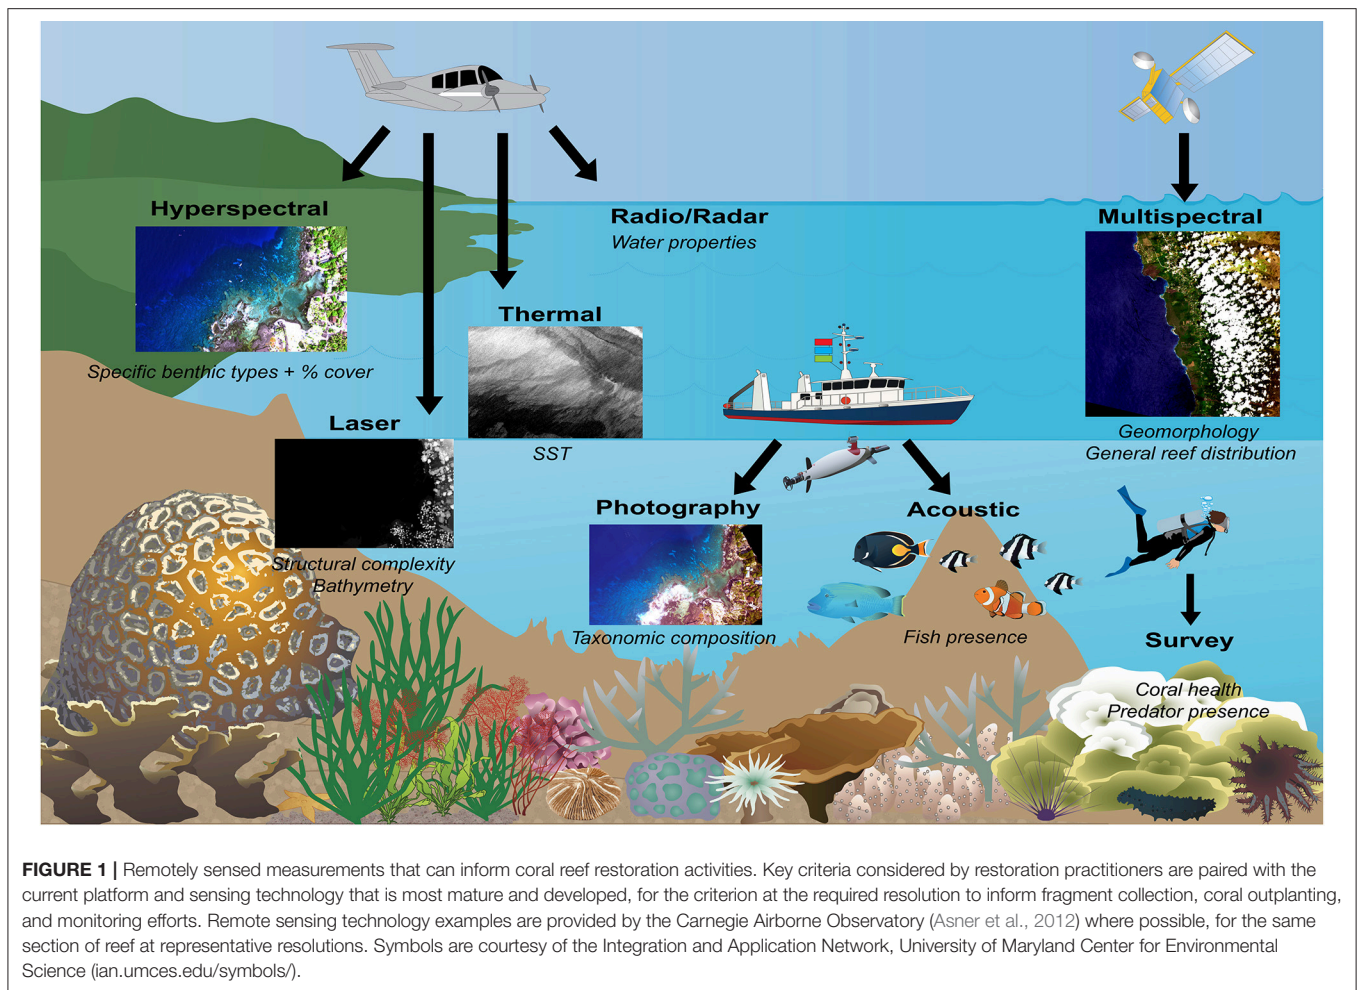 Hyperspectral
Specific benthic types + % cover
Radio/Radar
Water properties
Multispectral
Geomorphology
General reef distribution
Thermal
SST
Laser
Structural complexity
Bathymetry
Photography
Taxonomic composition
Acoustic
Fish presence
Survey
Coral health
Predator presence
FIGURE 1 | Remotely sensed measurements that can inform coral reef restoration activities. Key criteria considered by restoration practitioners are paired with the
current platform and sensing technology that is most mature and developed, for the criterion at the required resolution to inform fragment collection, coral outplanting,
and monitoring efforts. Remote sensing technology examples are provided by the Carnegie Airborne Observatory (Asner et al., 2012) where possible, for the same
section of reef at representative resolutions. Symbols are courtesy of the Integration and Application Network, University of Maryland Center for Environmental
Science (ian.umces.edu/symbols/).